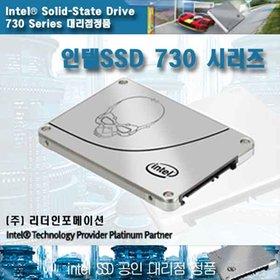 Intel® Solid-State Drive
730 Series 대리점정품
인텔SSD 730 시리즈
intel
(주) 리더인포메이션
Intel® Technology Provider Platinum Partner
intel SSD 공인 대리점 정품